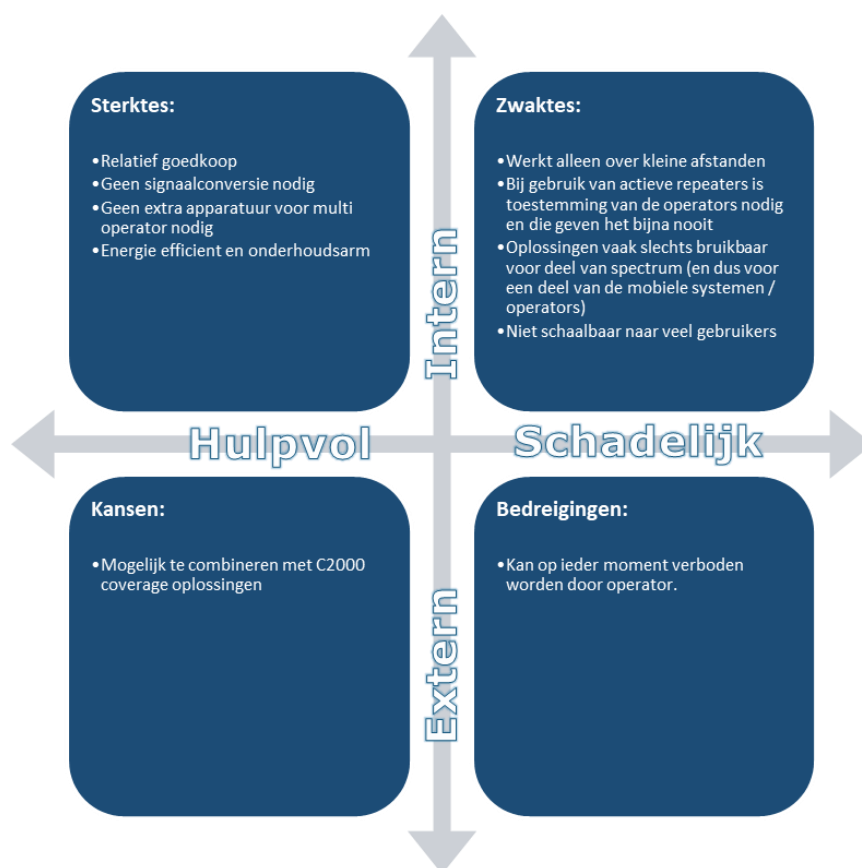 Sterktes:
•Relatief goedkoop
•Geen signaalconversie nodig
•Geen extra apparatuur voor multi
operator nodig
•Energie efficient en onderhoudsarm
Zwaktes:
•Werkt alleen over kleine afstanden
•Bij gebruik van actieve repeaters is
toestemming van de operators nodig
en die geven het bijna nooit
•Oplossingen vaak slechts bruikbaar
voor deel van spectrum (en dus voor
een deel van de mobiele systemen /
operators)
•Niet schaalbaar naar veel gebruikers
Intern
Hulpvol
Schadelijk
Kansen:
•Mogelijk te combineren met C2000
coverage oplossingen
Bedreigingen:
•Kan op ieder moment verboden
worden door operator.
Extern